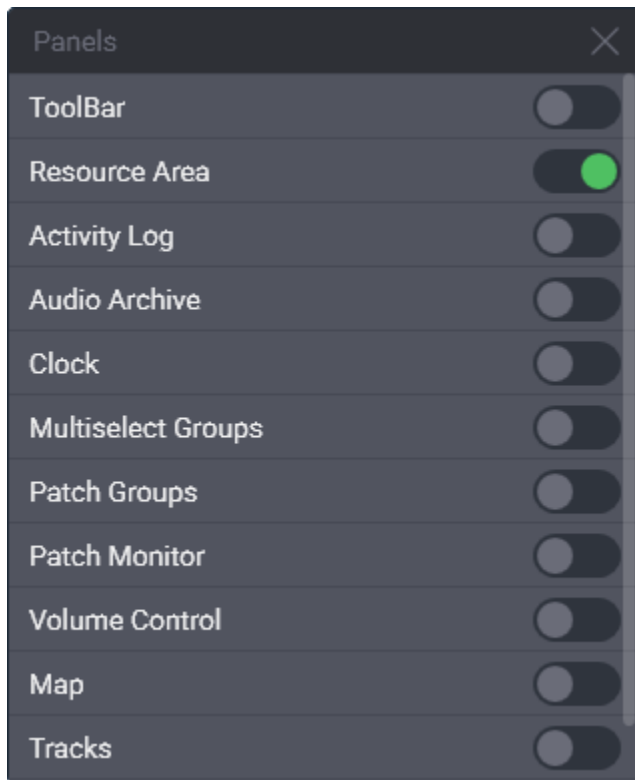 Panels
ToolBar
Resource Area
Activity Log
Audio Archive
Clock
Multiselect Groups
Patch Groups
Patch Monitor
Volume Control
Map
Tracks